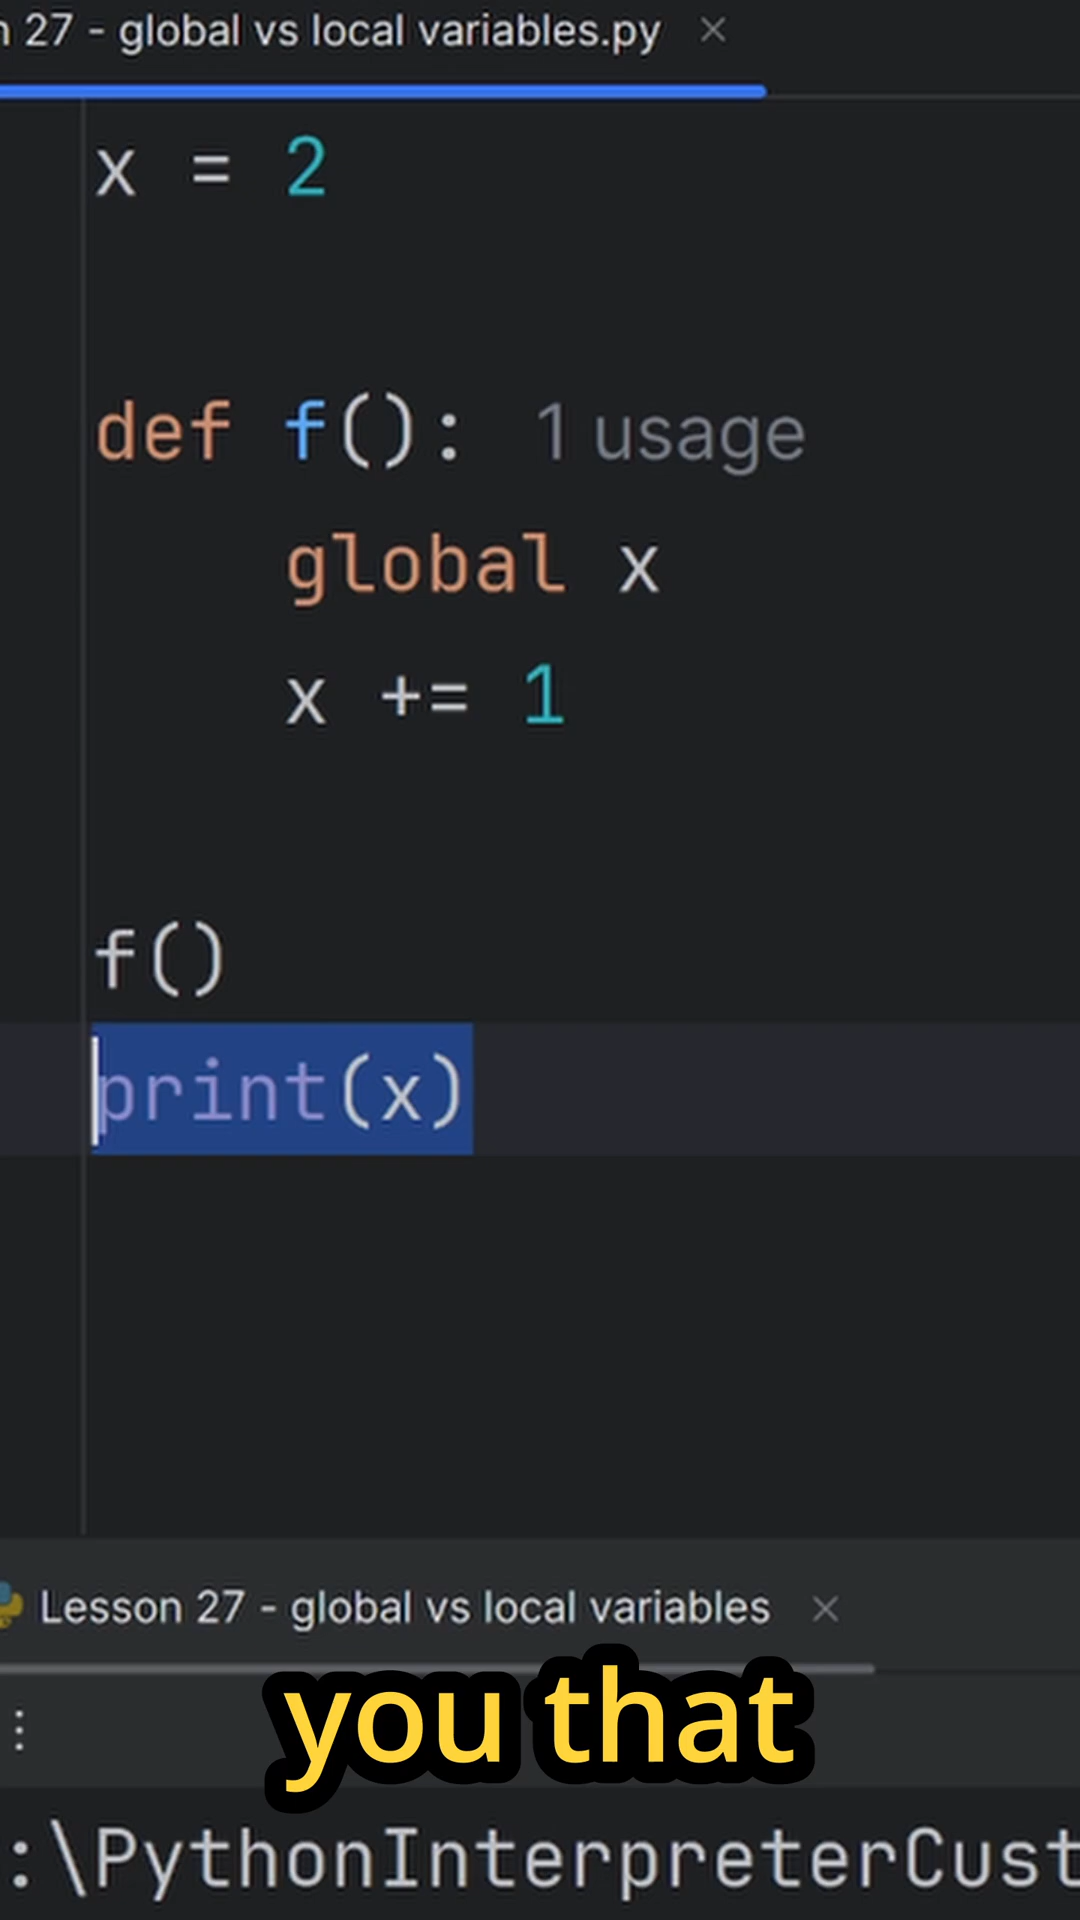 n 27 - global vs local variables.py ×
x = 2
def f(): 1 usage
global x
x += 1
f()
print(x)
Lesson 27 - global vs local variables ×
you that
:\PythonInterpreterCust